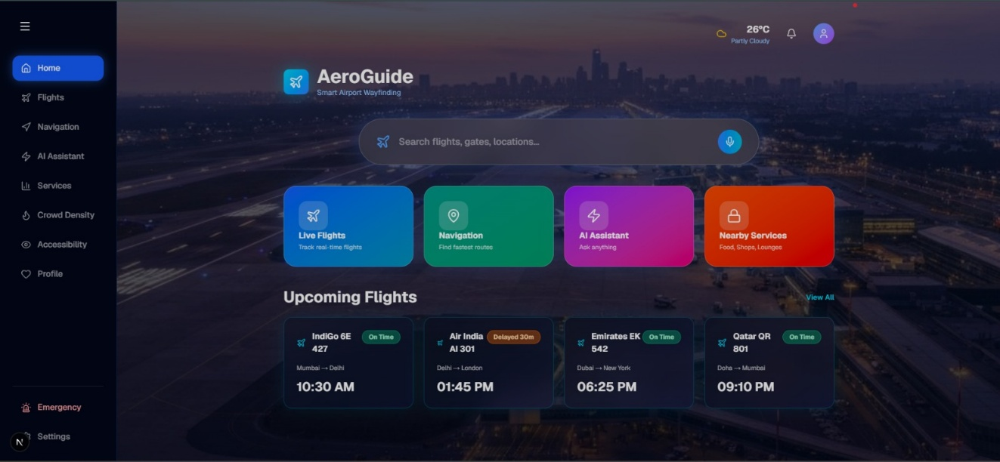 Home
Flights
Navigation
AI Assistant
Services
Crowd Density
Accessibility
Profile
Emergency
Settings
N
26°C
Partly Cloudy
AeroGuide
Smart Airport Wayfinding
Search flights, gates, locations...
Live Flights
Track real-time flights
Navigation
Find fastest routes
AI Assistant
Ask anything
Nearby Services
Food, Shops, Lounges
Upcoming Flights
View All
IndiGo 6E
427
On Time
Mumbai → Delhi
10:30 AM
Air India
AI 301
Delayed 30m
Delhi → London
01:45 PM
Emirates EK
542
On Time
Dubai → New York
06:25 PM
Qatar QR
801
On Time
Doha → Mumbai
09:10 PM